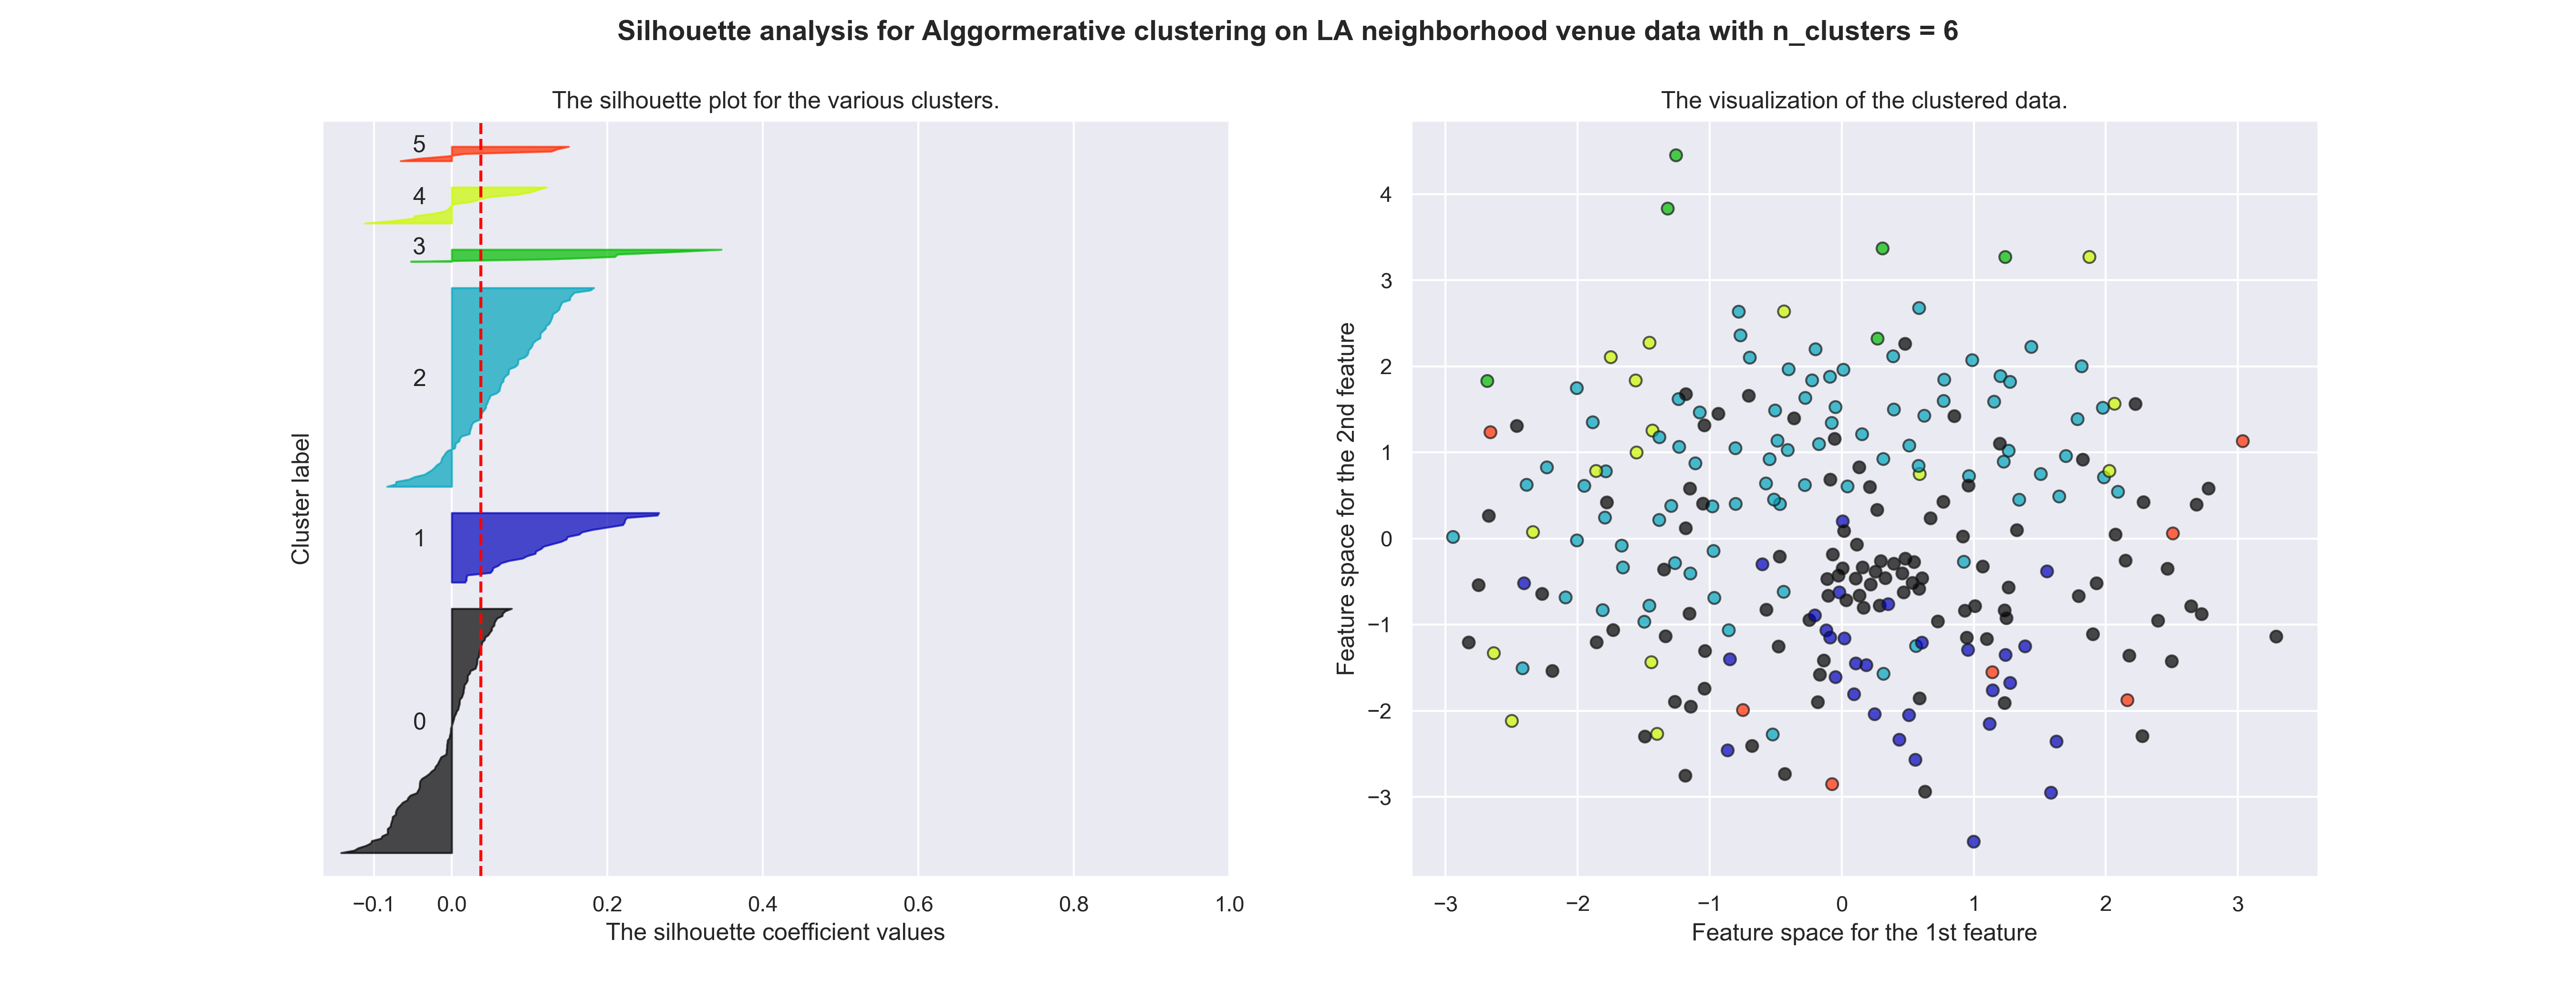 Silhouette analysis for Alggormerative clustering on LA neighborhood venue data with n_clusters = 6
The silhouette plot for the various clusters.
Cluster label
5
4
3
2
1
0
−0.1 0.0 0.2 0.4 0.6 0.8 1.0
The silhouette coefficient values
The visualization of the clustered data.
Feature space for the 2nd feature
4
3
2
1
0
−1
−2
−3
−3 −2 −1 0 1 2 3
Feature space for the 1st feature